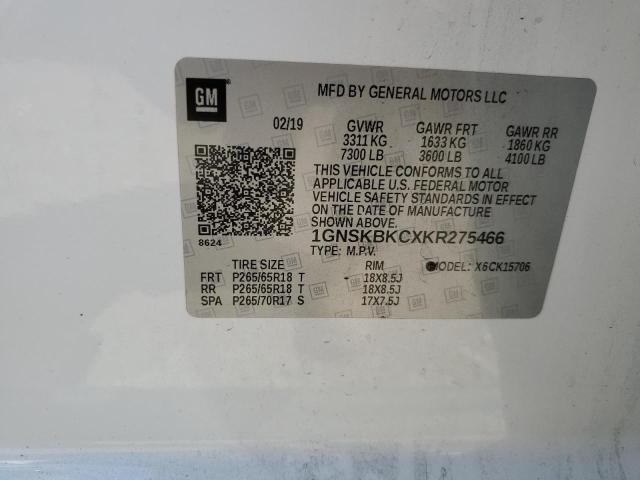 GM
MFD BY GENERAL MOTORS LLC
02/19 GVWR GAWR FRT GAWR RR
3311 KG 1633 KG 1860 KG
7300 LB 3600 LB 4100 LB
THIS VEHICLE CONFORMS TO ALL
APPLICABLE U.S. FEDERAL MOTOR
VEHICLE SAFETY STANDARDS IN EFFECT
ON THE DATE OF MANUFACTURE
SHOWN ABOVE.
8624
1GNSKBKCXKR275466
TYPE: M.P.V. MODEL: X6CK15706
TIRE SIZE RIM
FRT P265/65R18 T 18X8.5J
RR P265/65R18 T 18X8.5J
SPA P265/70R17 S 17X7.5J